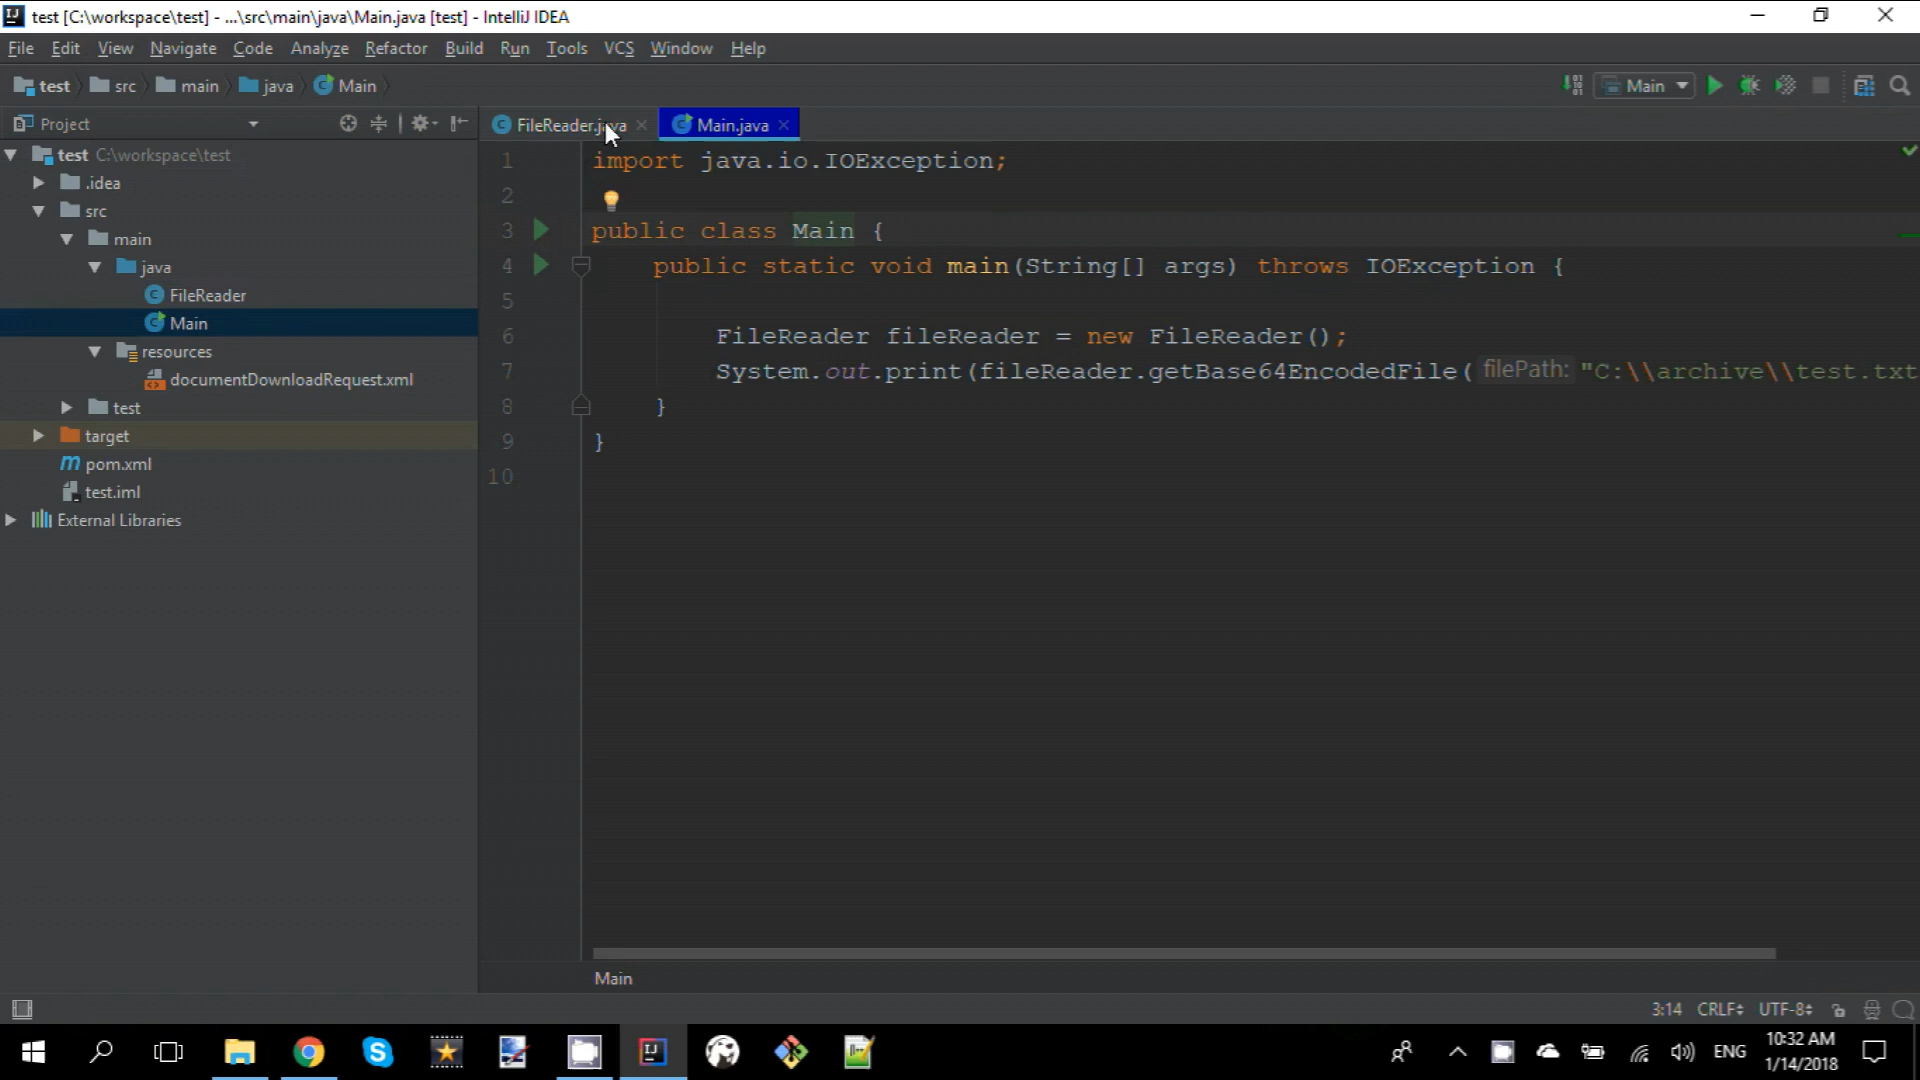 test [C:\workspace\test] - ...\src\main\java\Main.java [test] - IntelliJ IDEA
File Edit View Navigate Code Analyze Refactor Build Run Tools VCS Window Help
test src main java Main
Main
Project
FileReader.java Main.java
test C:\workspace\test
.idea
src
main
java
FileReader
Main
resources
documentDownloadRequest.xml
test
target
pom.xml
test.iml
External Libraries
1 import java.io.IOException;
2
3 public class Main {
4 public static void main(String[] args) throws IOException {
5
6 FileReader fileReader = new FileReader();
7 System.out.print(fileReader.getBase64EncodedFile( filePath: "C:\\archive\\test.txt
8 }
9 }
10
Main
3:14 CRLF UTF-8
ENG
10:32 AM
1/14/2018